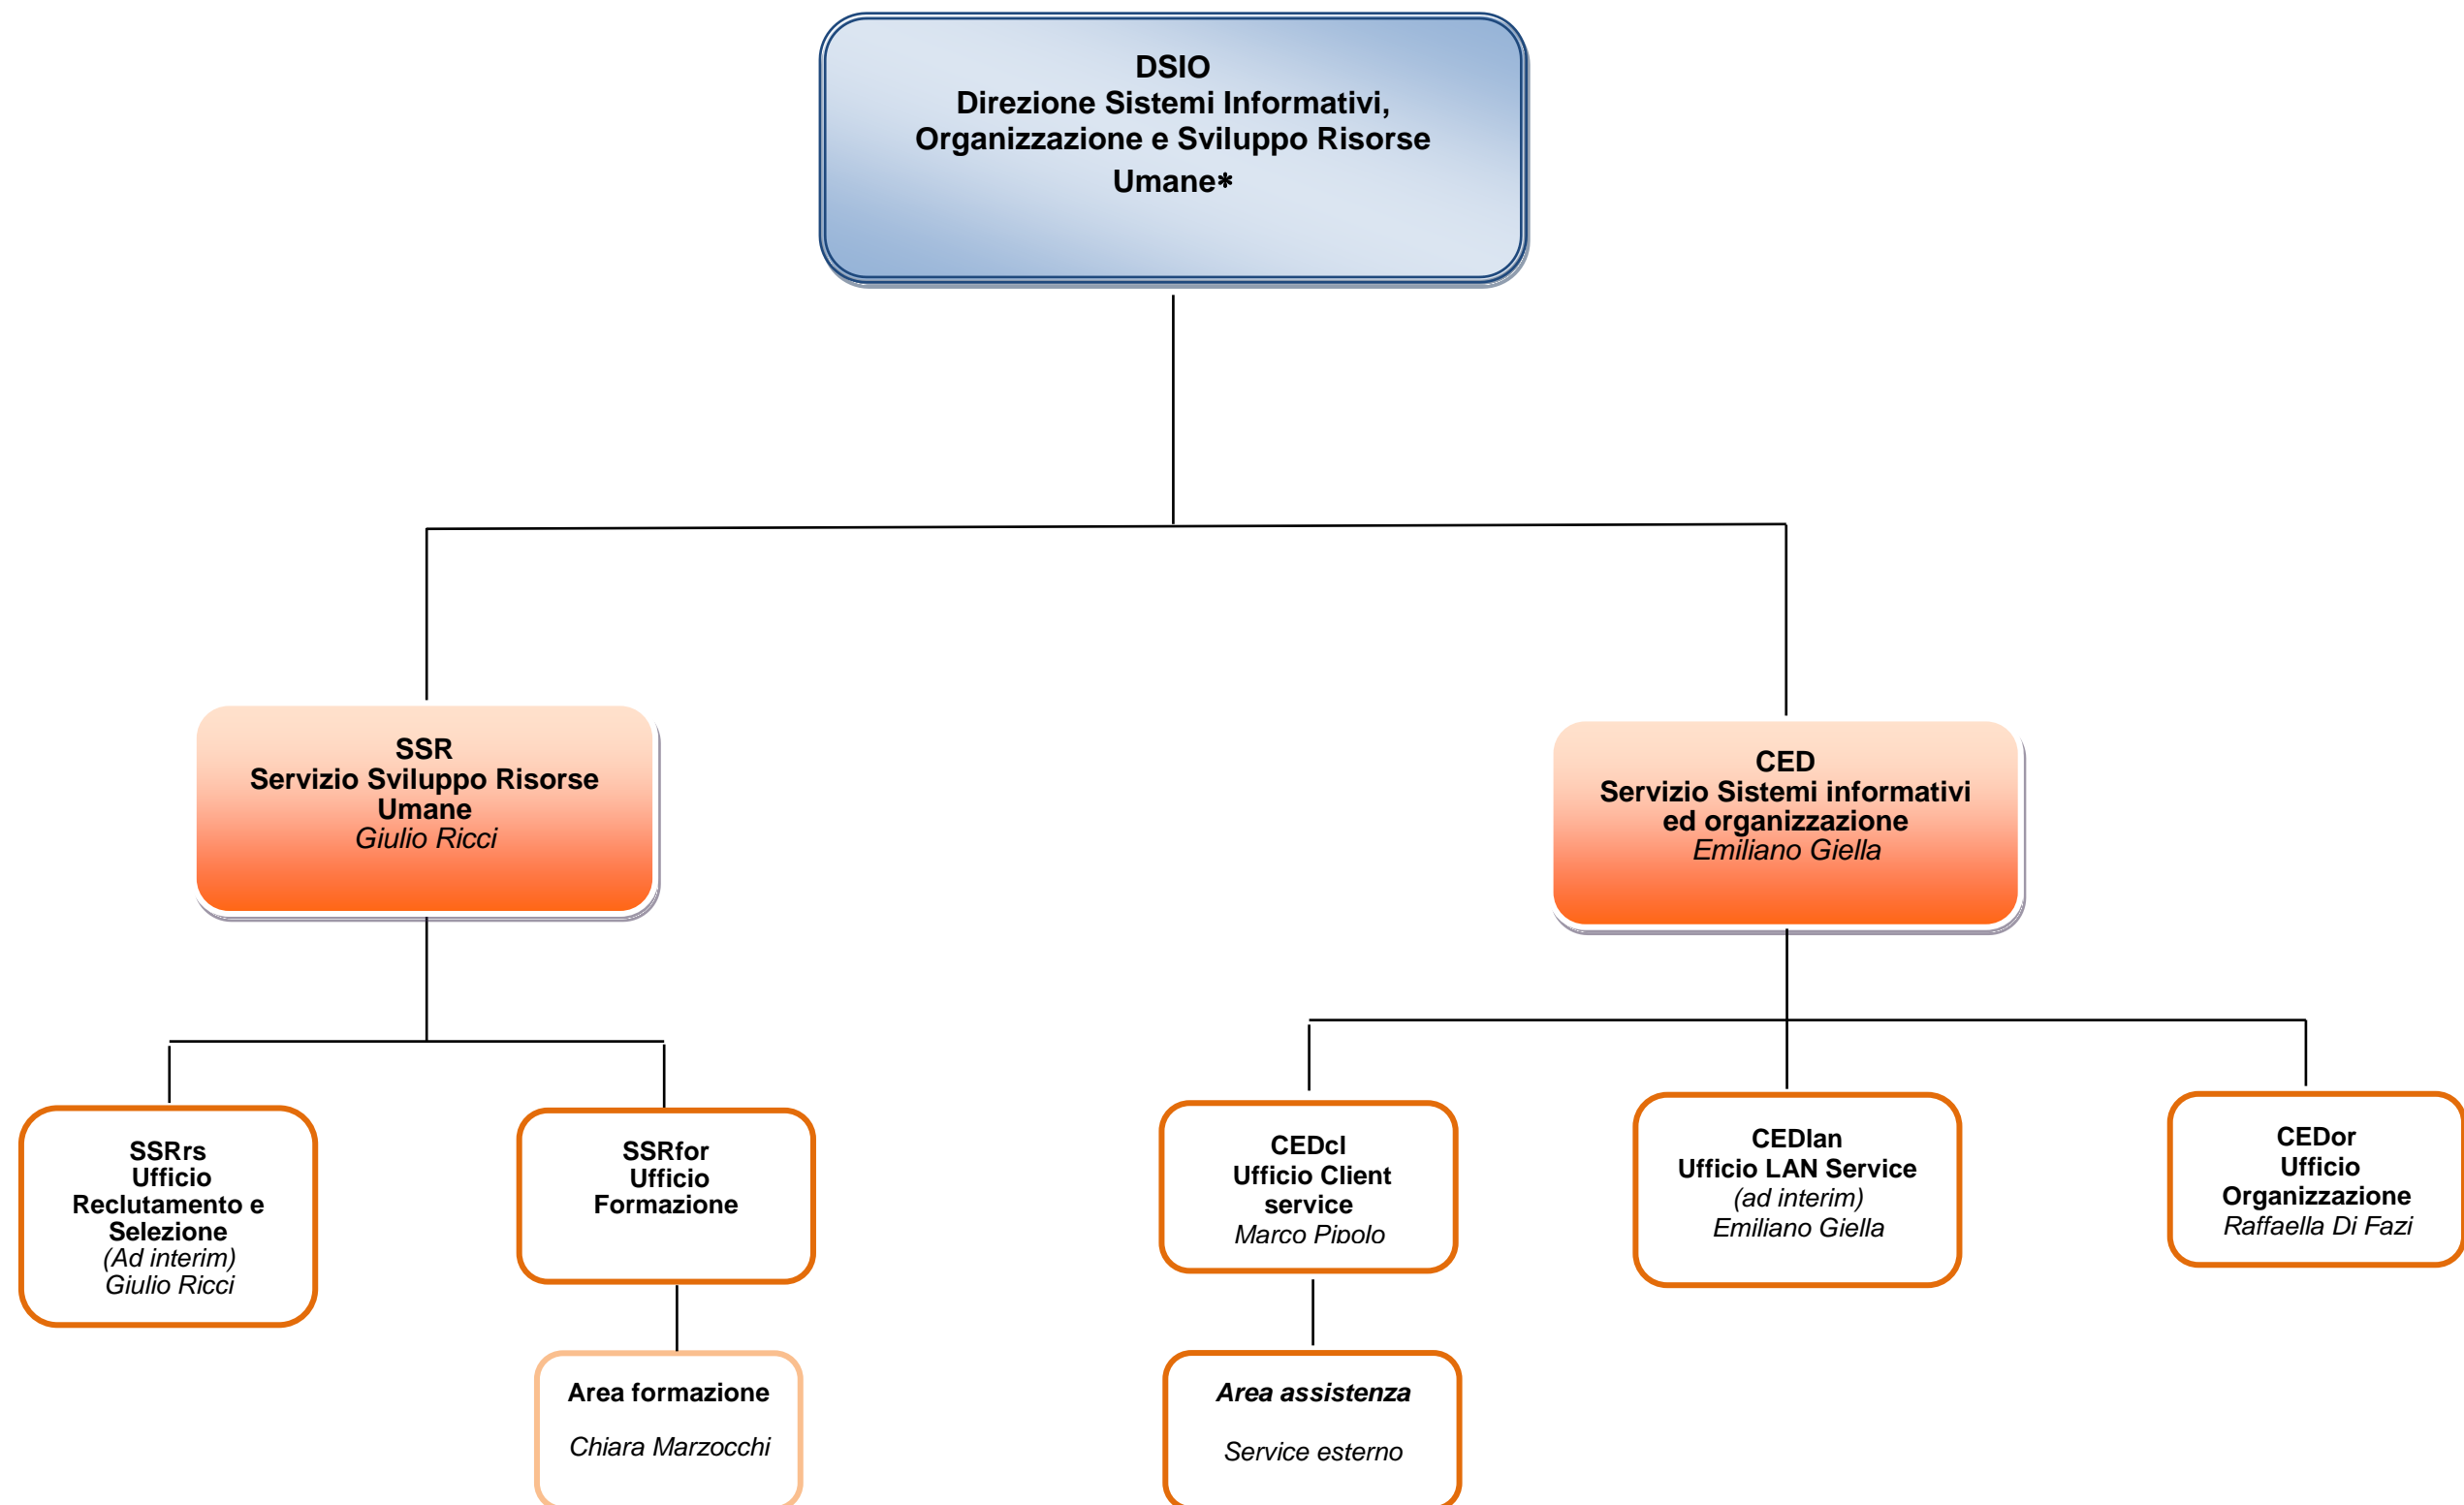 DSIO
Direzione Sistemi Informativi,
Organizzazione e Sviluppo Risorse
Umane*
SSR
Servizio Sviluppo Risorse
Umane
Giulio Ricci
CED
Servizio Sistemi informativi
ed organizzazione
Emiliano Giella
SSRrs
Ufficio
Reclutamento e
Selezione
(Ad interim)
Giulio Ricci
SSRfor
Ufficio
Formazione
CEDcl
Ufficio Client
service
Marco Pipolo
CEDlan
Ufficio LAN Service
(ad interim)
Emiliano Giella
CEDor
Ufficio
Organizzazione
Raffaella Di Fazi
Area formazione
Chiara Marzocchi
Area assistenza
Service esterno